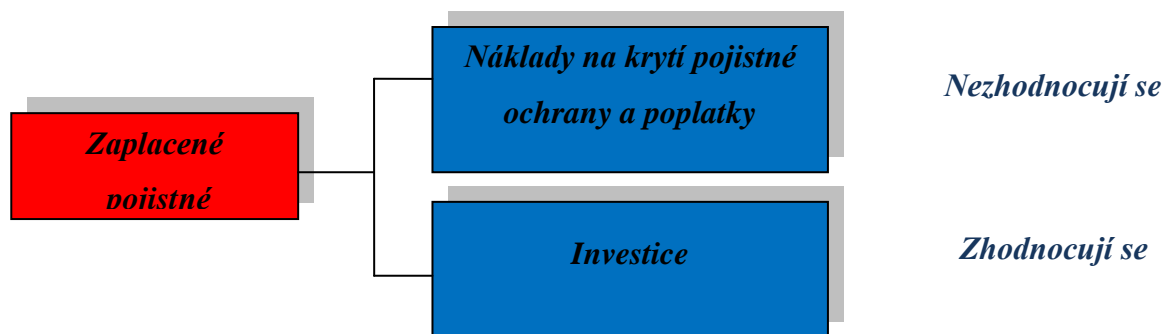 Náklady na krytí pojistné
ochrany a poplatky
Nezhodnocují se
Zaplacené
pojistné
Investice
Zhodnocují se